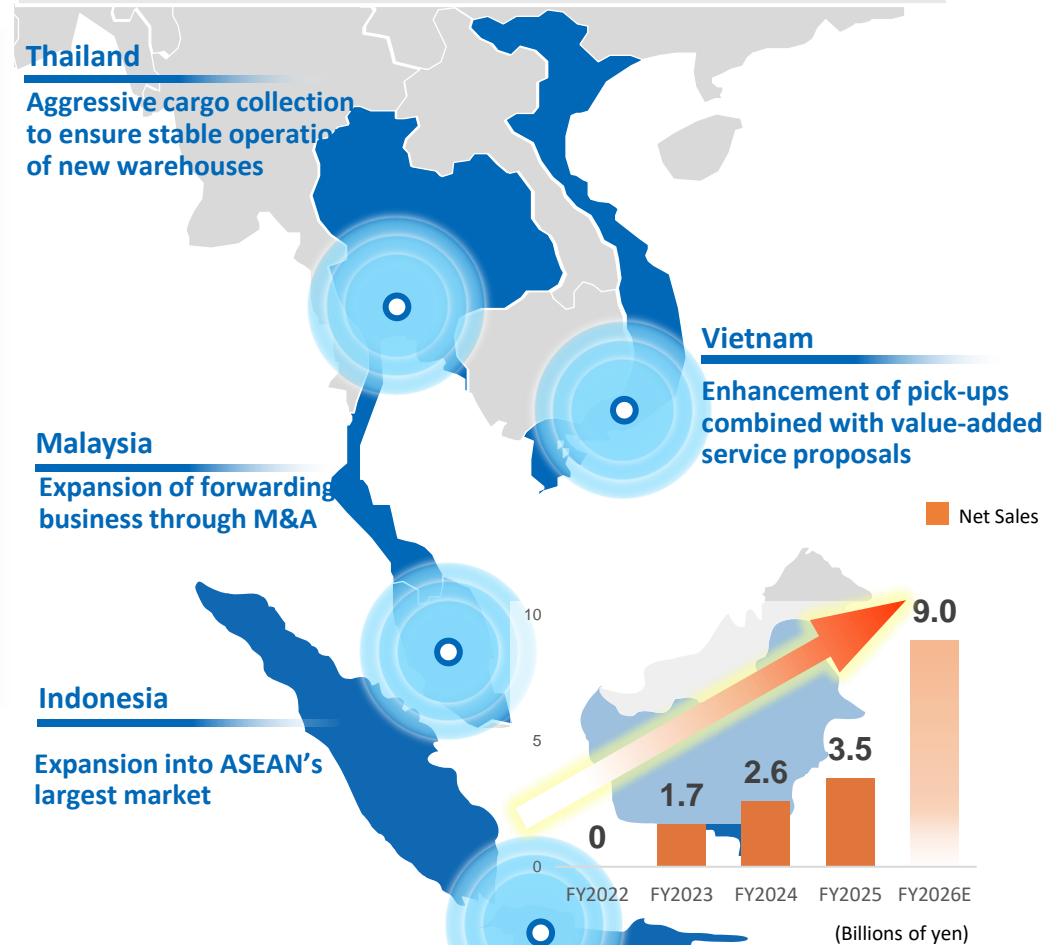 Thailand
Aggressive cargo collection
to ensure stable operation
of new warehouses
Vietnam
Enhancement of pick-ups
combined with value-added
service proposals
Malaysia
Expansion of forwarding
business through M&A
Indonesia
Expansion into ASEAN's
largest market
Net Sales
10
5
0
0
1.7
2.6
3.5
9.0
FY2022 FY2023 FY2024 FY2025 FY2026E
(Billions of yen)